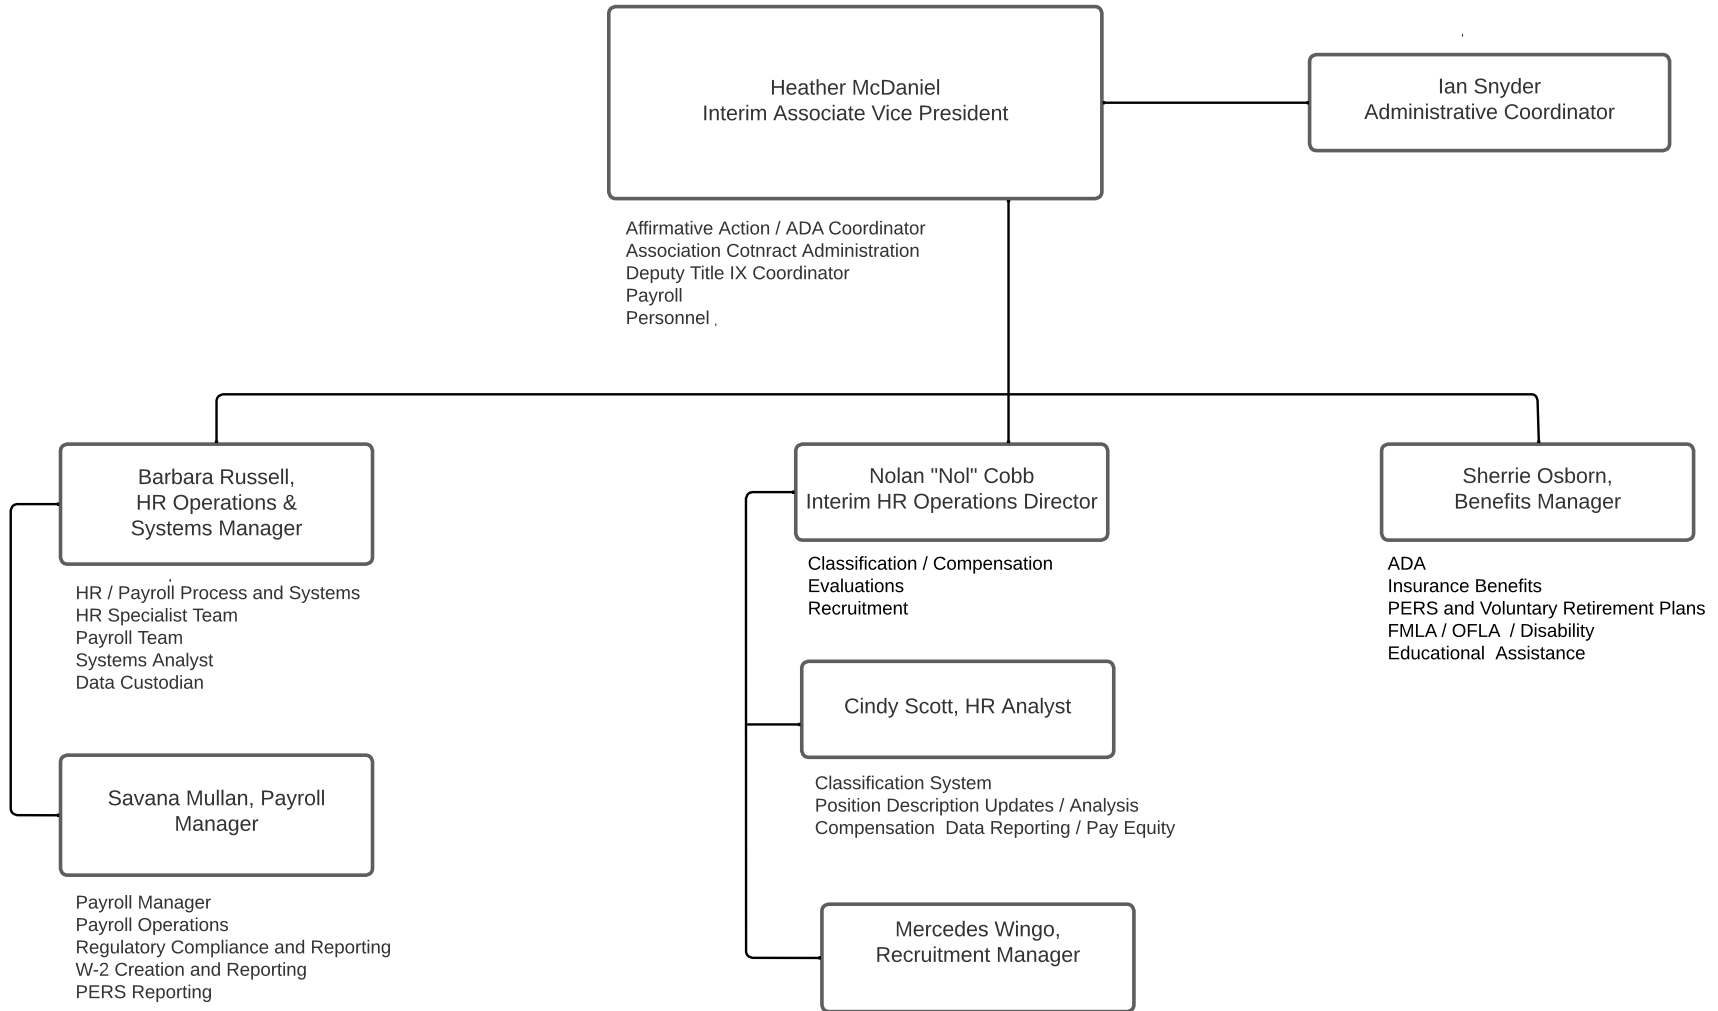 Heather McDaniel
Interim Associate Vice President
Ian Snyder
Administrative Coordinator
Affirmative Action / ADA Coordinator
Association Cotnract Administration
Deputy Title IX Coordinator
Payroll
Personnel
Barbara Russell,
HR Operations &
Systems Manager
HR / Payroll Process and Systems
HR Specialist Team
Payroll Team
Systems Analyst
Data Custodian
Savana Mullan, Payroll
Manager
Payroll Manager
Payroll Operations
Regulatory Compliance and Reporting
W-2 Creation and Reporting
PERS Reporting
Nolan "Nol" Cobb
Interim HR Operations Director
Classification / Compensation
Evaluations
Recruitment
Cindy Scott, HR Analyst
Classification System
Position Description Updates / Analysis
Compensation  Data Reporting / Pay Equity
Mercedes Wingo,
Recruitment Manager
Sherrie Osborn,
Benefits Manager
ADA
Insurance Benefits
PERS and Voluntary Retirement Plans
FMLA / OFLA  / Disability
Educational  Assistance